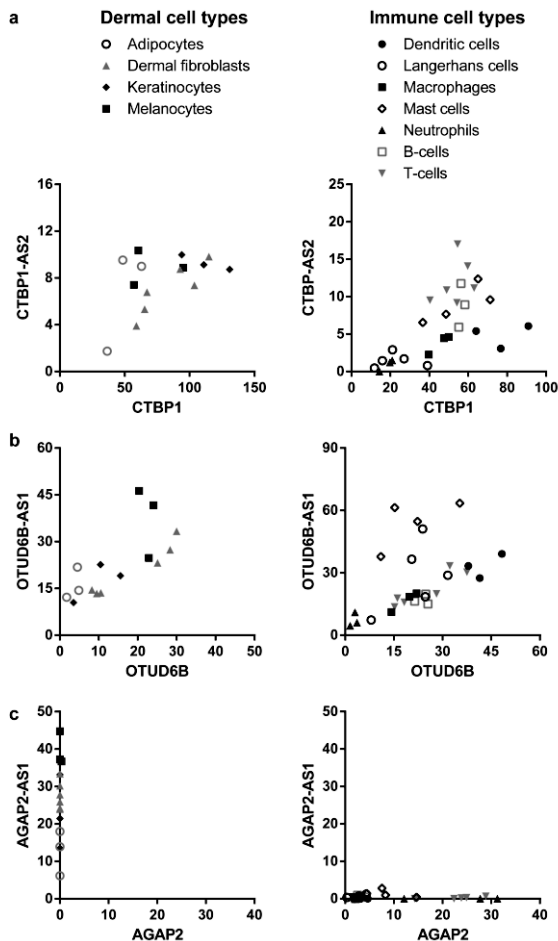 a
Dermal cell types
Adipocytes
Dermal fibroblasts
Keratinocytes
Melanocytes
Immune cell types
Dendritic cells
Langerhans cells
Macrophages
Mast cells
Neutrophils
B-cells
T-cells
CTBP1-AS2
16
12
8
4
0
0 50 100 150
CTBP1
CTBP-AS2
25
20
15
10
5
0
0 20 40 60 80 100
CTBP1
b
OTUD6B-AS1
60
45
30
15
0
0 10 20 30 40 50
OTUD6B
OTUD6B-AS1
90
60
30
0
0 15 30 45 60
OTUD6B
c
AGAP2-AS1
50
40
30
20
10
0
0 10 20 30 40
AGAP2
AGAP2-AS1
50
40
30
20
10
0
0 10 20 30 40
AGAP2